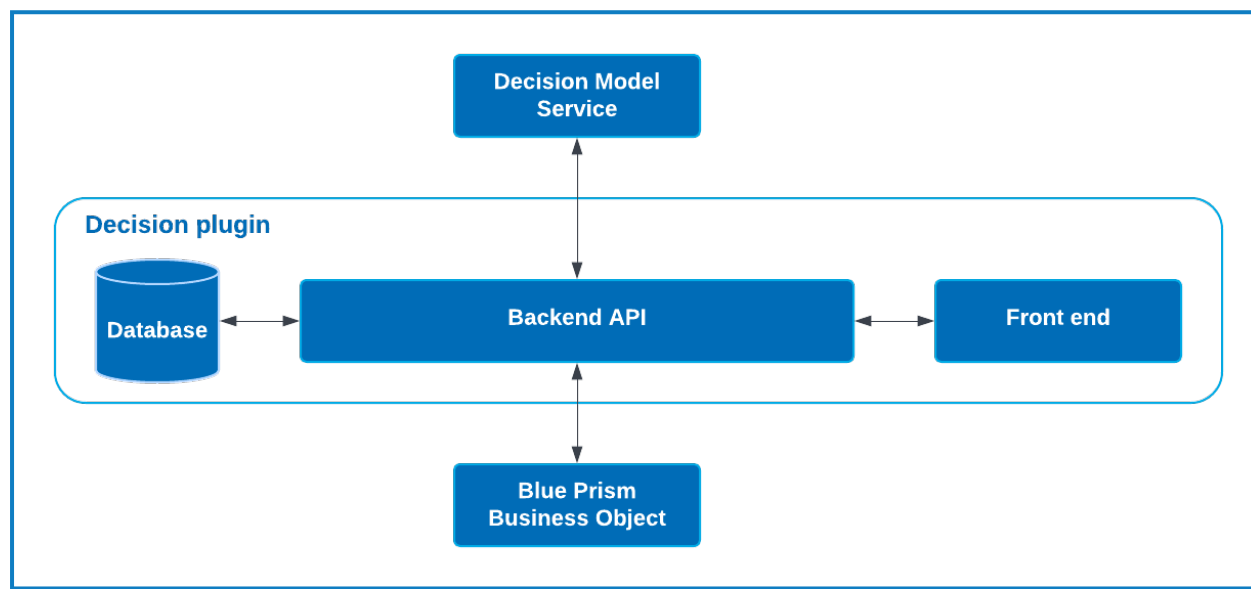 Decision Model
Service
Decision plugin
Database
Backend API
Front end
Blue Prism
Business Object